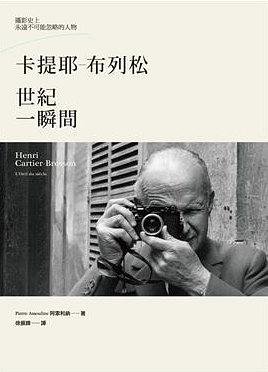 攝影史上
永遠不可能忽略的人物
卡提耶-布列松
世紀
一瞬間
Henri
Cartier-Bresson
L'Œil du siècle
Pierre Assouline 阿索利納——著
徐振鋒——譯